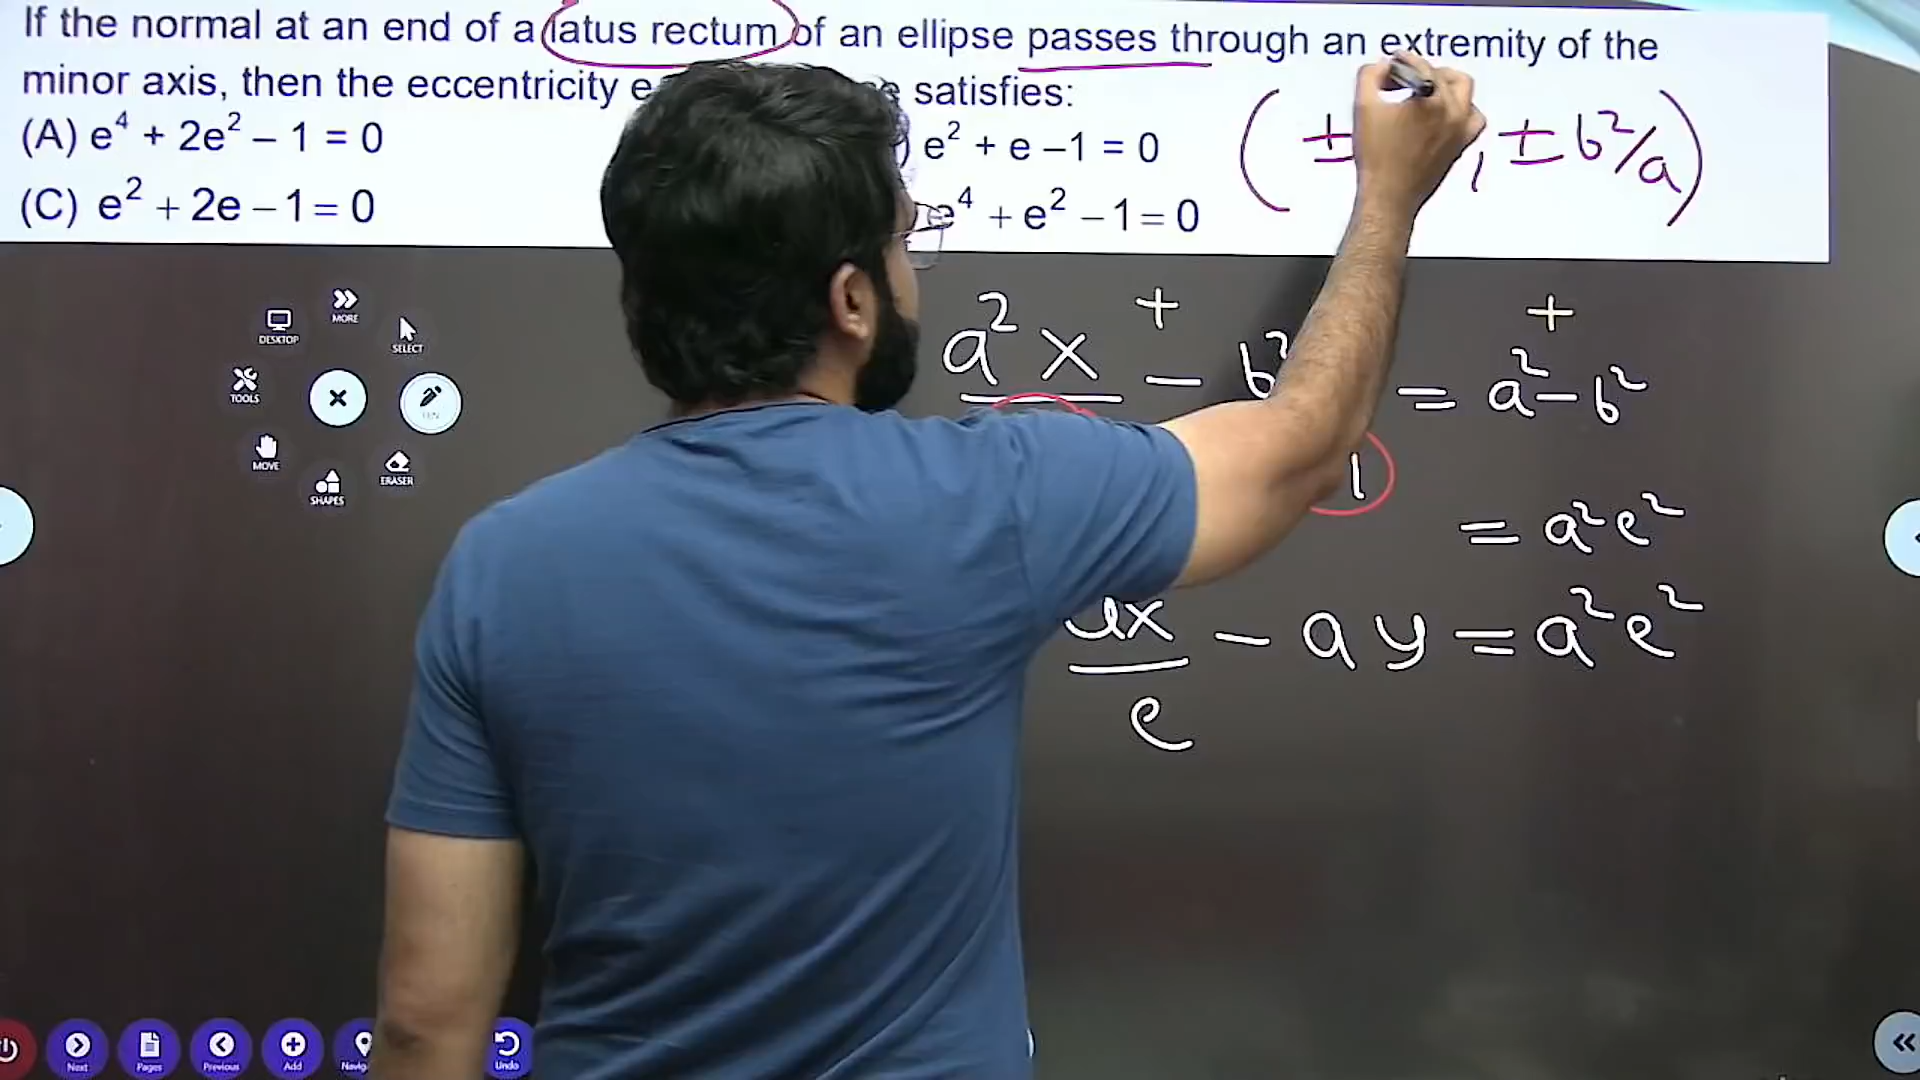 If the normal at an end of a latus rectum of an ellipse passes through an extremity of the
minor axis, then the eccentricity e satisfies:
(A) e⁴ + 2e² – 1 = 0
) e² + e –1 = 0
(C) e² + 2e – 1 = 0
e⁴ + e² – 1 = 0
( ± , ± b²/a )
+ +
a² x – b² = a² – b²
1
= a²e²
x/e – ay = a²e²
MORE
DESKTOP
SELECT
TOOLS
PEN
MOVE
ERASER
SHAPES
Next
Pages
Previous
Add
Undo